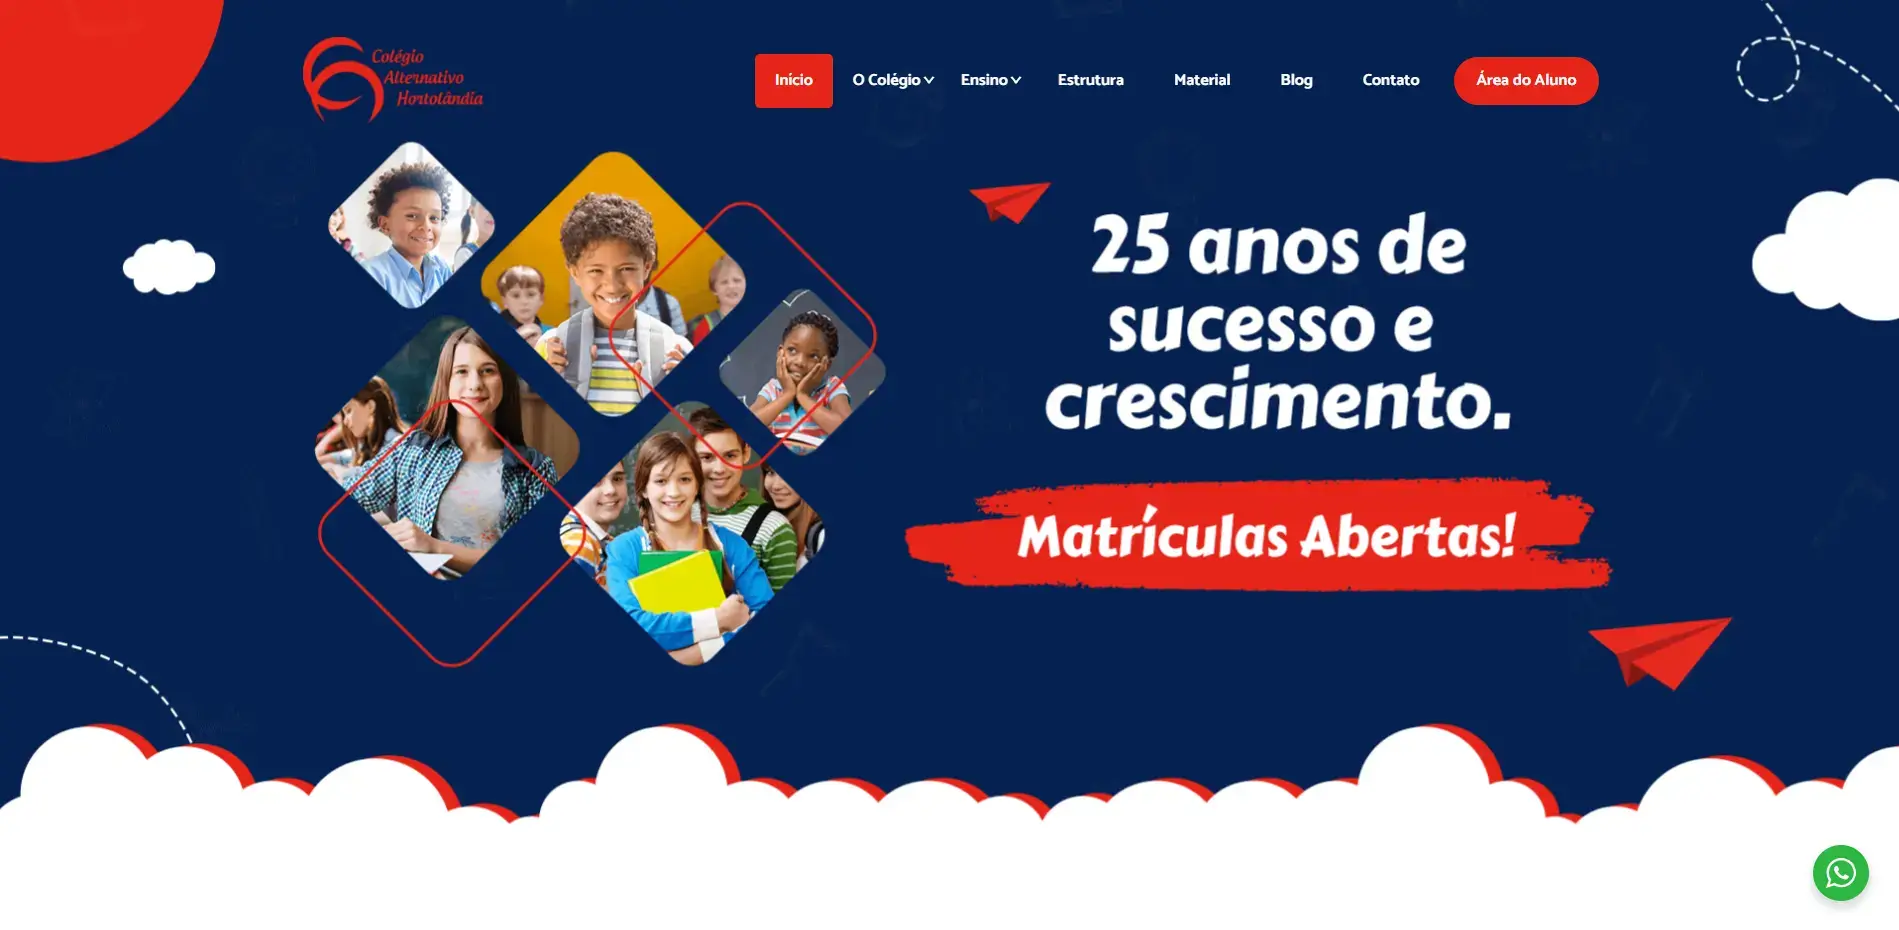 Colégio
Alternativo
Hortolândia
Início
O Colégio
Ensino
Estrutura
Material
Blog
Contato
Área do Aluno
25 anos de
sucesso e
crescimento.
Matrículas Abertas!